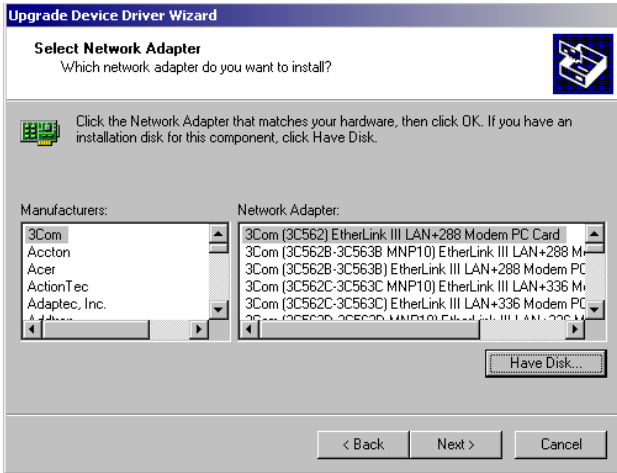 Upgrade Device Driver Wizard
Select Network Adapter
Which network adapter do you want to install?
Click the Network Adapter that matches your hardware, then click OK. If you have an
installation disk for this component, click Have Disk.
Manufacturers:
3Com
Accton
Acer
ActionTec
Adaptec, Inc.
Network Adapter:
3Com (3C562) EtherLink III LAN+288 Modem PC Card
3Com (3C562B-3C563B MNP10) EtherLink III LAN+288
3Com (3C562B-3C563B) EtherLink III LAN+288 Modem PC
3Com (3C562C-3C563C MNP10) EtherLink III LAN+336
3Com (3C562C-3C563C) EtherLink III LAN+336 Modem PC
Have Disk...
< Back
Next >
Cancel